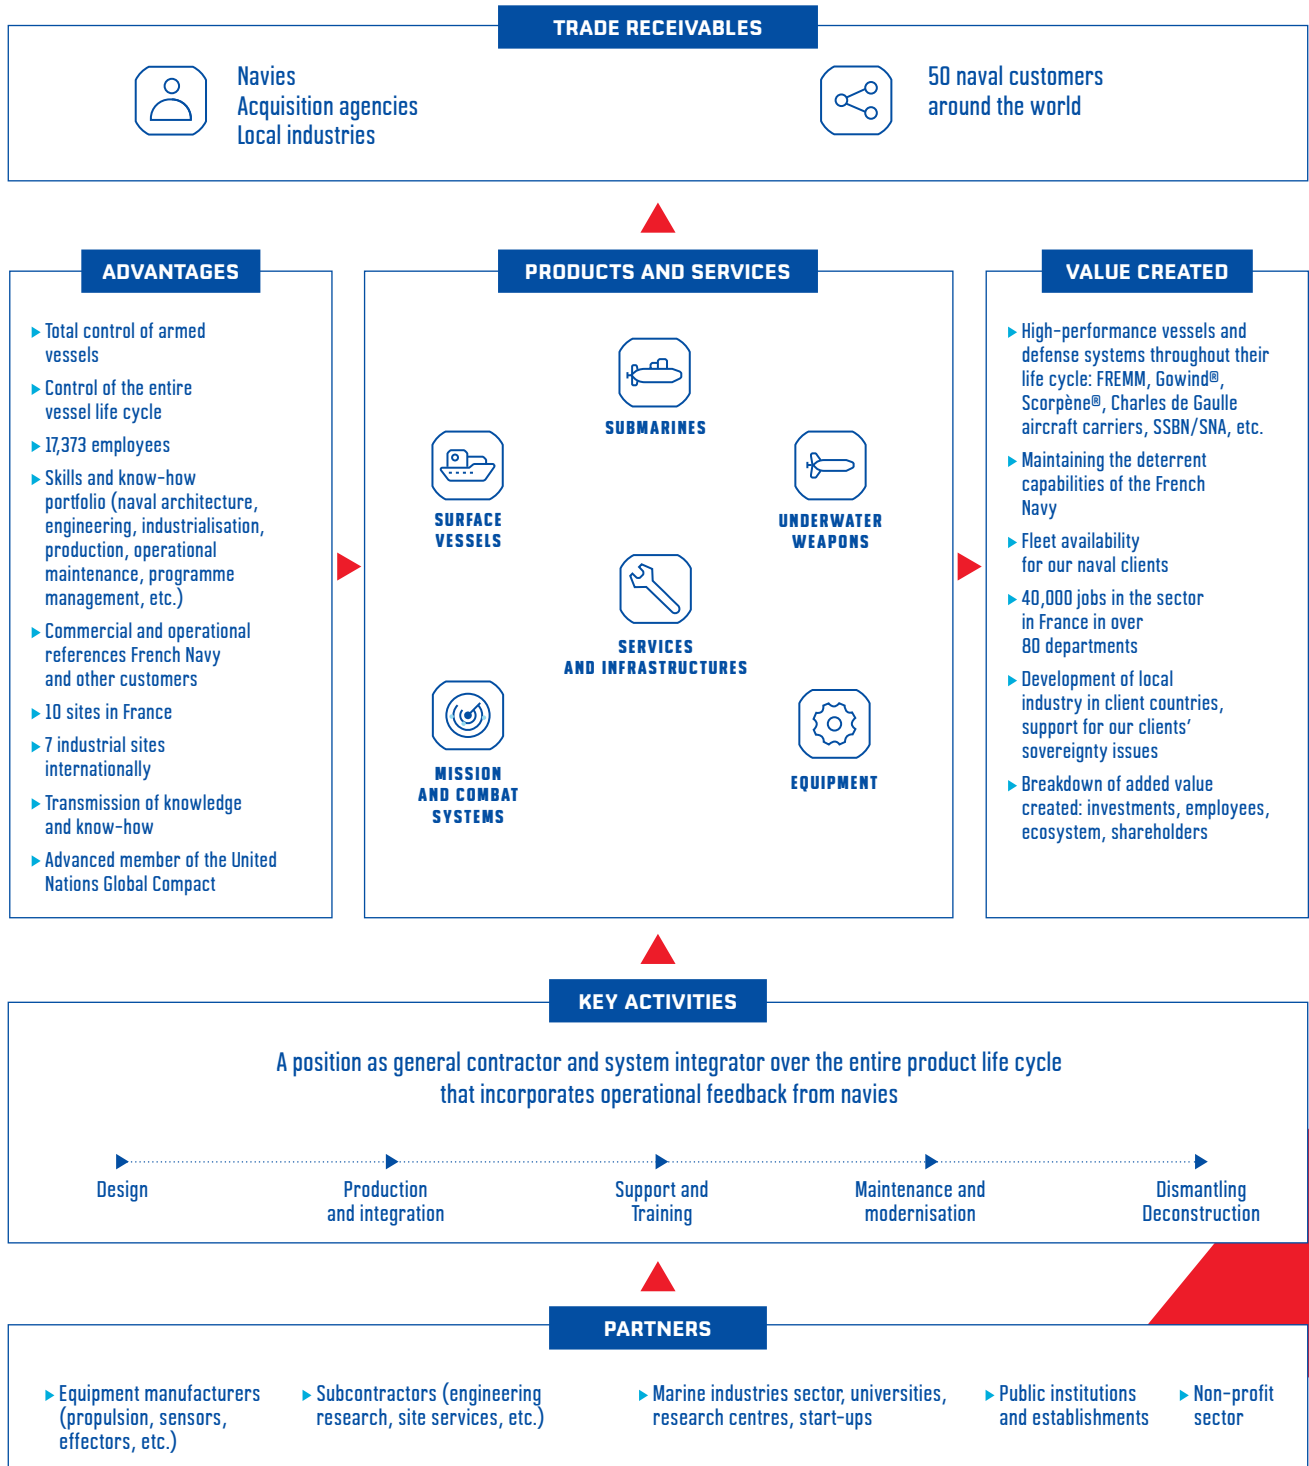 TRADE RECEIVABLES
Navies
Acquisition agencies
Local industries
50 naval customers
around the world
ADVANTAGES
Total control of armed
vessels
Control of the entire
vessel life cycle
17,373 employees
Skills and know-how
portfolio (naval architecture,
engineering, industrialisation,
production, operational
maintenance, programme
management, etc.)
Commercial and operational
references French Navy
and other customers
10 sites in France
7 industrial sites
internationally
Transmission of knowledge
and know-how
Advanced member of the United
Nations Global Compact
PRODUCTS AND SERVICES
SUBMARINES
SURFACE
VESSELS
UNDERWATER
WEAPONS
SERVICES
AND INFRASTRUCTURES
MISSION
AND COMBAT
SYSTEMS
EQUIPMENT
VALUE CREATED
High-performance vessels and
defense systems throughout their
life cycle: FREMM, Gowind®,
Scorpène®, Charles de Gaulle
aircraft carriers, SSBN/SNA, etc.
Maintaining the deterrent
capabilities of the French
Navy
Fleet availability
for our naval clients
40,000 jobs in the sector
in France in over
80 departments
Development of local
industry in client countries,
support for our clients'
sovereignty issues
Breakdown of added value
created: investments, employees,
ecosystem, shareholders
KEY ACTIVITIES
A position as general contractor and system integrator over the entire product life cycle
that incorporates operational feedback from navies
Design
Production
and integration
Support and
Training
Maintenance and
modernisation
Dismantling
Deconstruction
PARTNERS
Equipment manufacturers
(propulsion, sensors,
effectors, etc.)
Subcontractors (engineering
research, site services, etc.)
Marine industries sector, universities,
research centres, start-ups
Public institutions
and establishments
Non-profit
sector